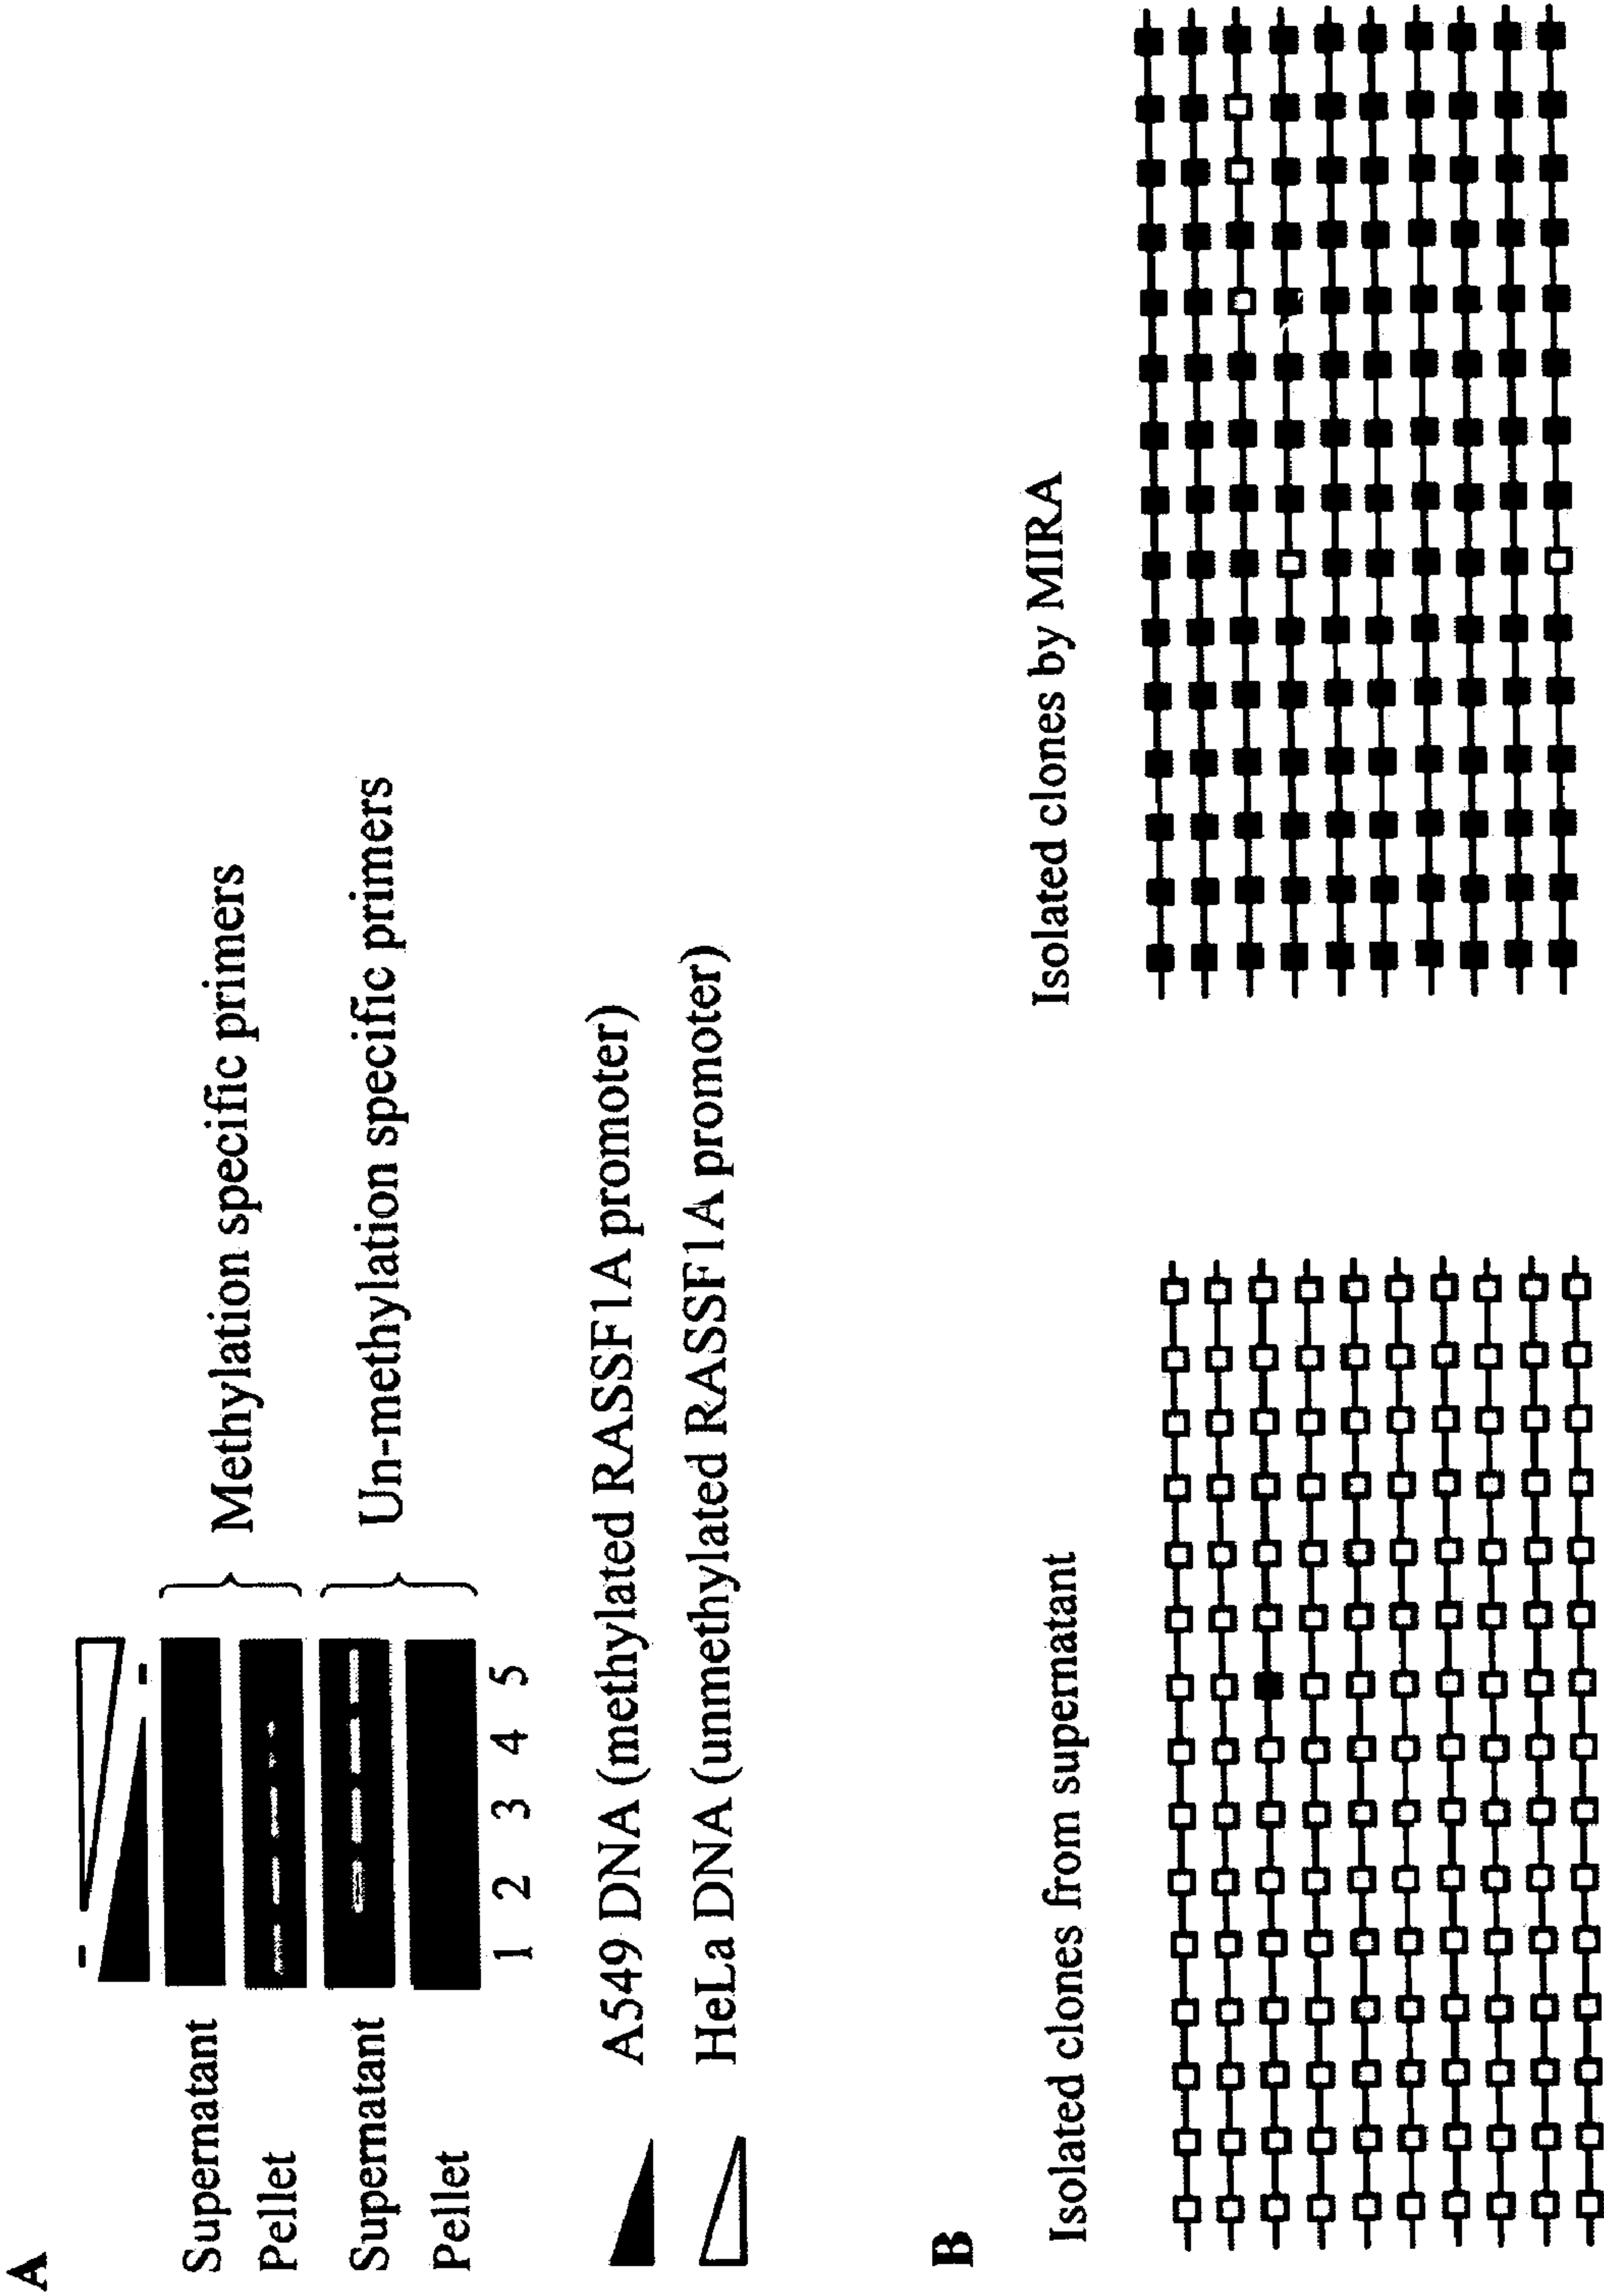 A
Supernatant
Pellet
Methylation specific primers
Supernatant
Pellet
Un-methylation specific primers
1 2 3 4 5
A549 DNA (methylated RASSF1A promoter)
HeLa DNA (unmethylated RASSF1A promoter)
B
Isolated clones from supernatant
Isolated clones by MIRA